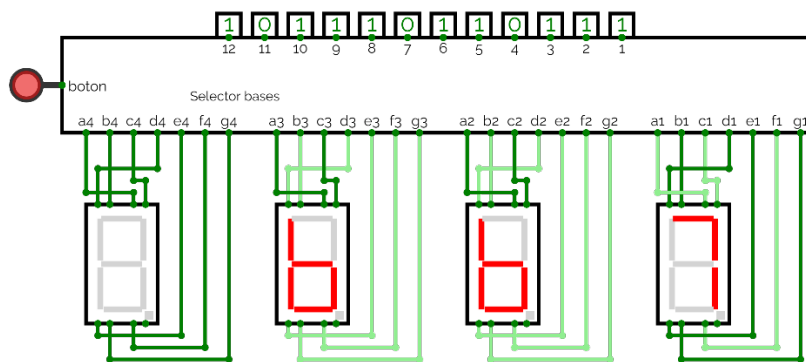 1 0 1 1 1 0 1 1 0 1 1 1
12 11 10 9 8 7 6 5 4 3 2 1
boton
Selector bases
a4 b4 c4 d4 e4 f4 g4 a3 b3 c3 d3 e3 f3 g3 a2 b2 c2 d2 e2 f2 g2 a1 b1 c1 d1 e1 f1 g1
b b 7